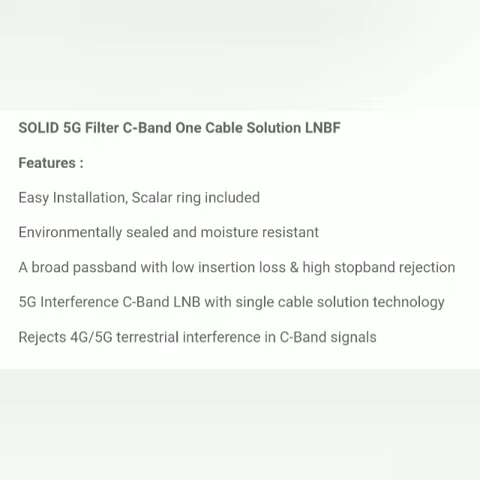 SOLID 5G Filter C-Band One Cable Solution LNBF
Features :
Easy Installation, Scalar ring included
Environmentally sealed and moisture resistant
A broad passband with low insertion loss & high stopband rejection
5G Interference C-Band LNB with single cable solution technology
Rejects 4G/5G terrestrial interference in C-Band signals